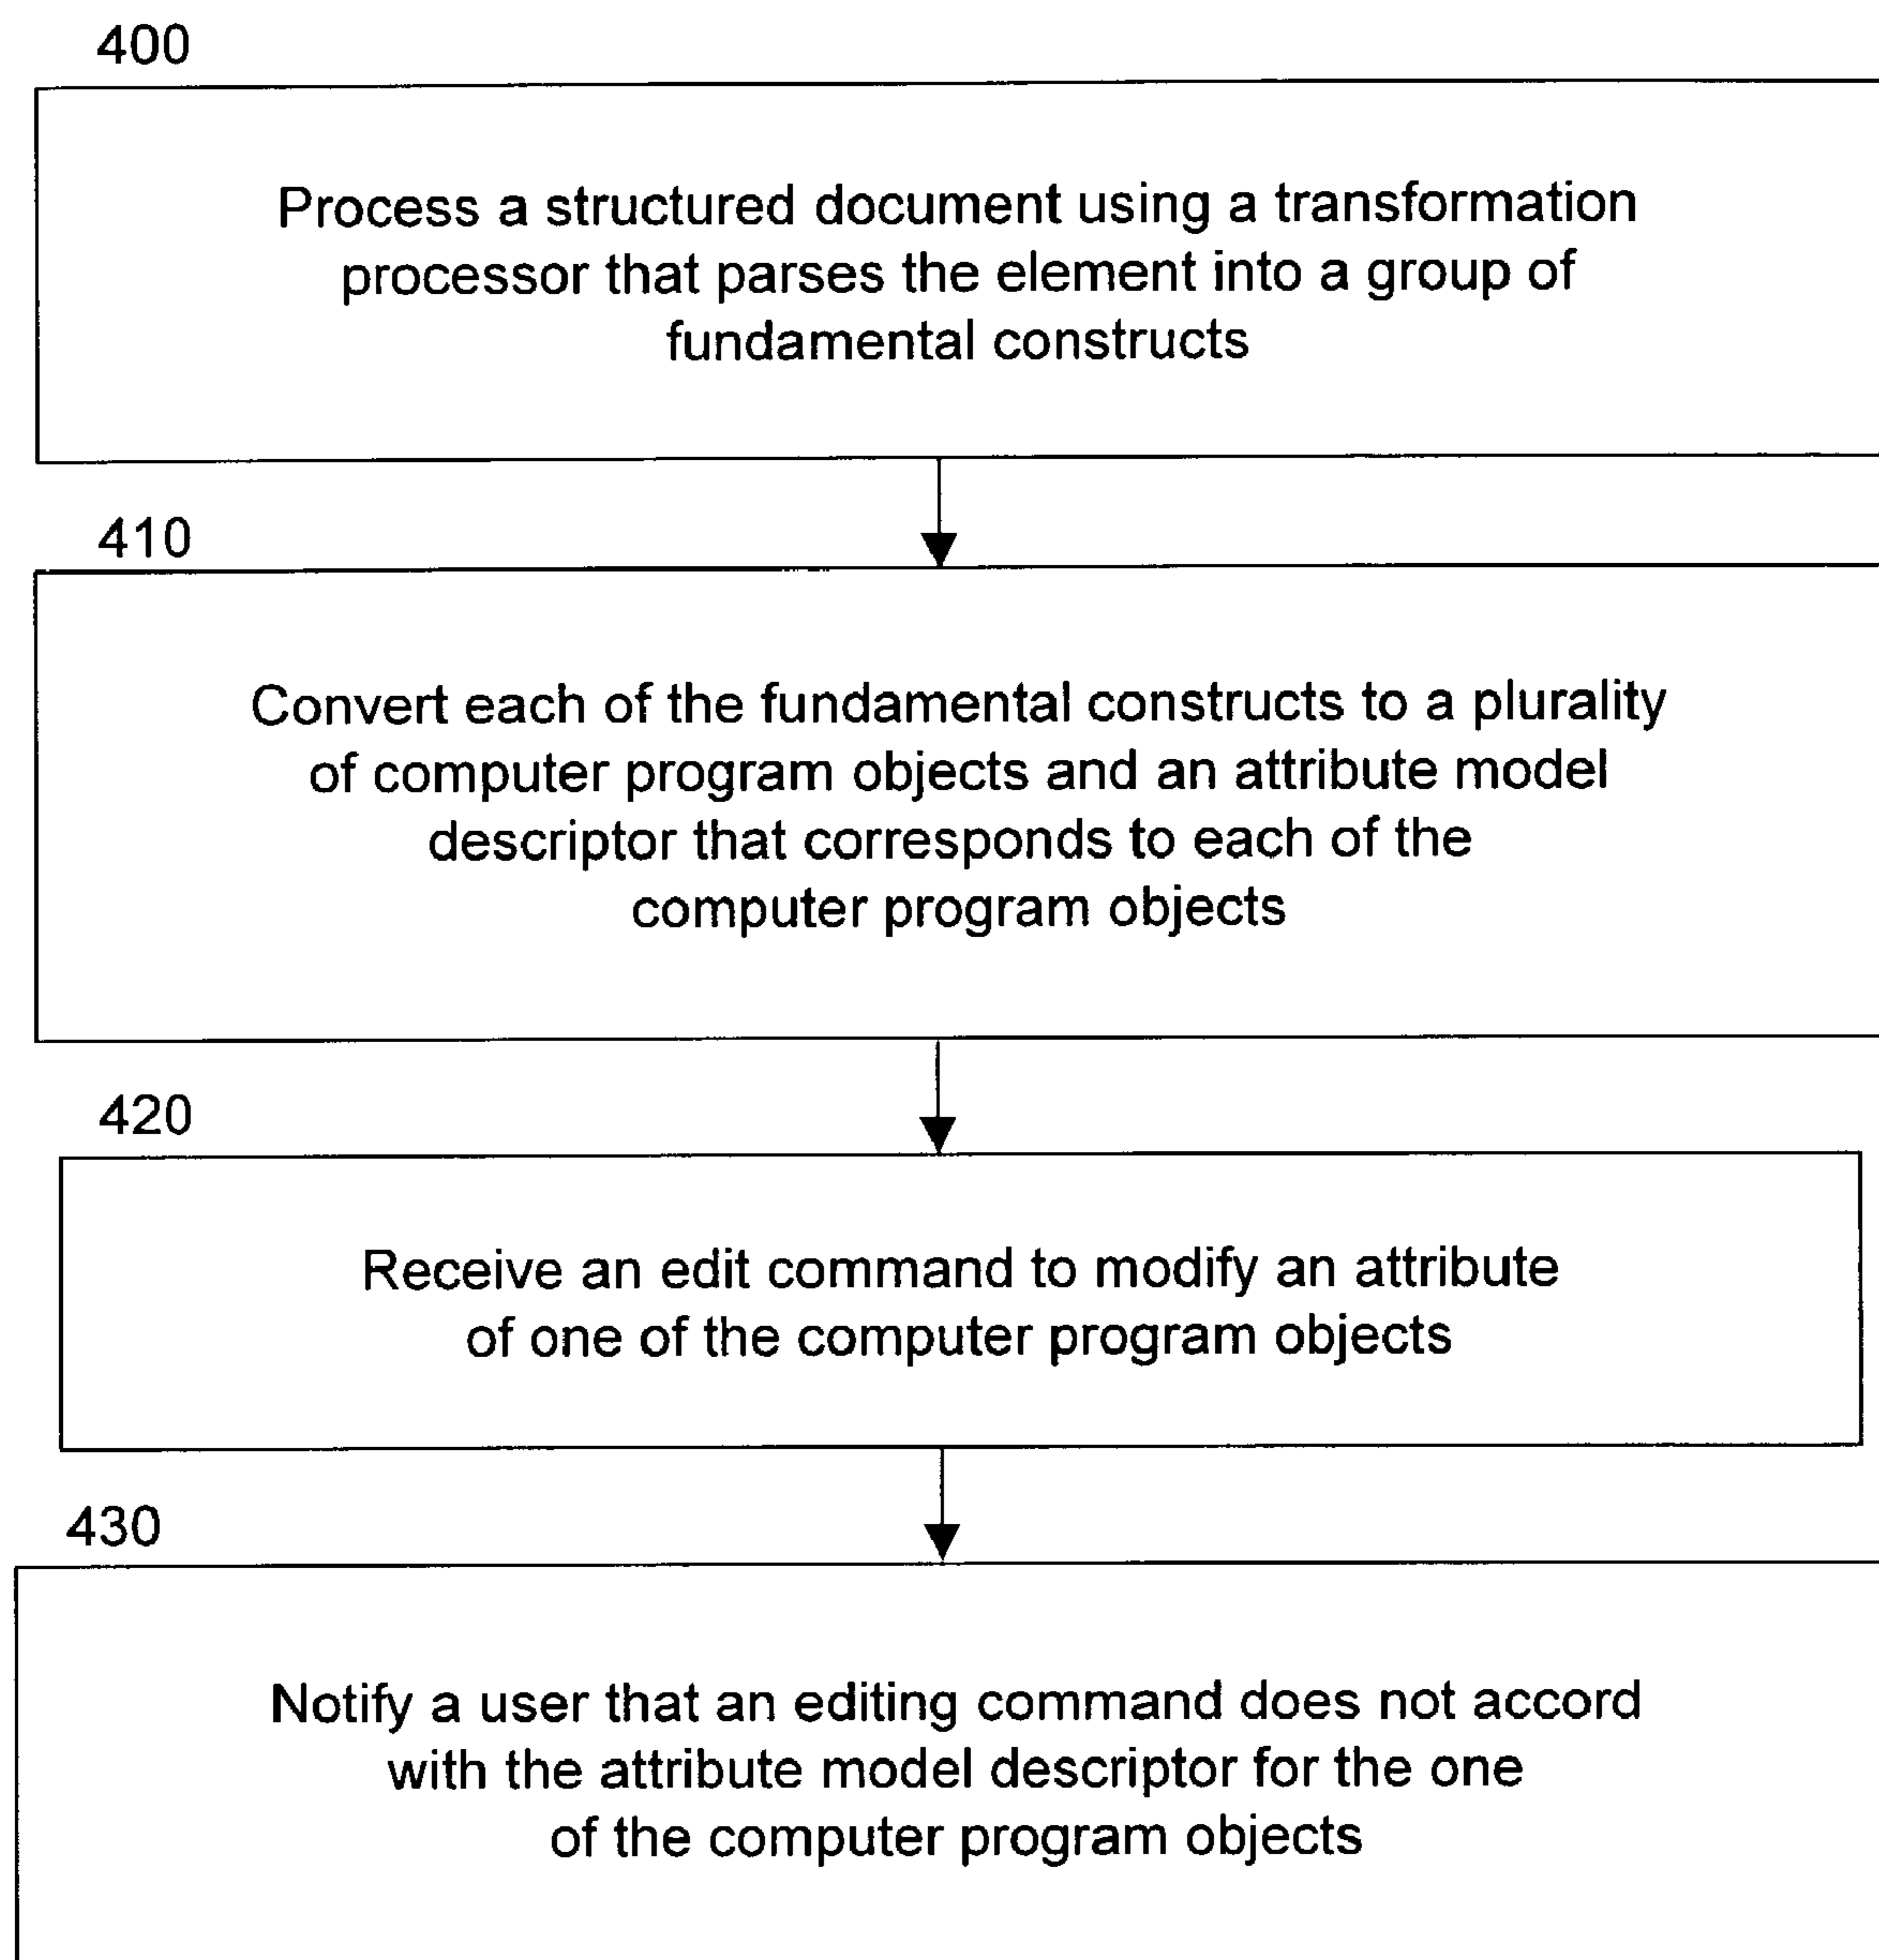 400
Process a structured document using a transformation
processor that parses the element into a group of
fundamental constructs
410
Convert each of the fundamental constructs to a plurality
of computer program objects and an attribute model
descriptor that corresponds to each of the
computer program objects
420
Receive an edit command to modify an attribute
of one of the computer program objects
430
Notify a user that an editing command does not accord
with the attribute model descriptor for the one
of the computer program objects